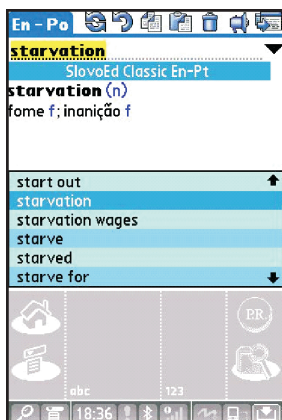 En - Po
starvation
SlovoEd Classic En-Pt
starvation (n)
fome f; inanição f
start out
starvation
starvation wages
starve
starved
starve for
PR.
abc 123
18:36